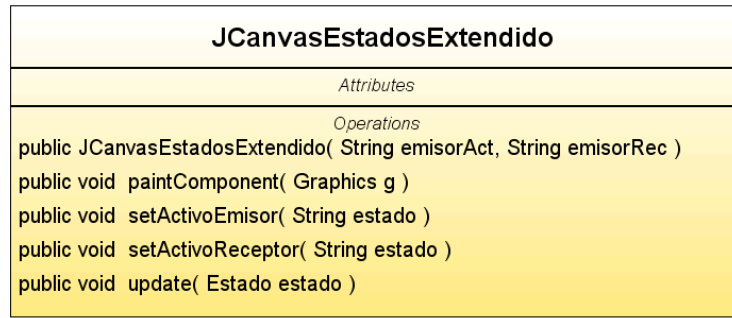 JCanvasEstadosExtendido
Attributes
Operations
public JCanvasEstadosExtendido( String emisorAct, String emisorRec )
public void paintComponent( Graphics g )
public void setActivoEmisor( String estado )
public void setActivoReceptor( String estado )
public void update( Estado estado )